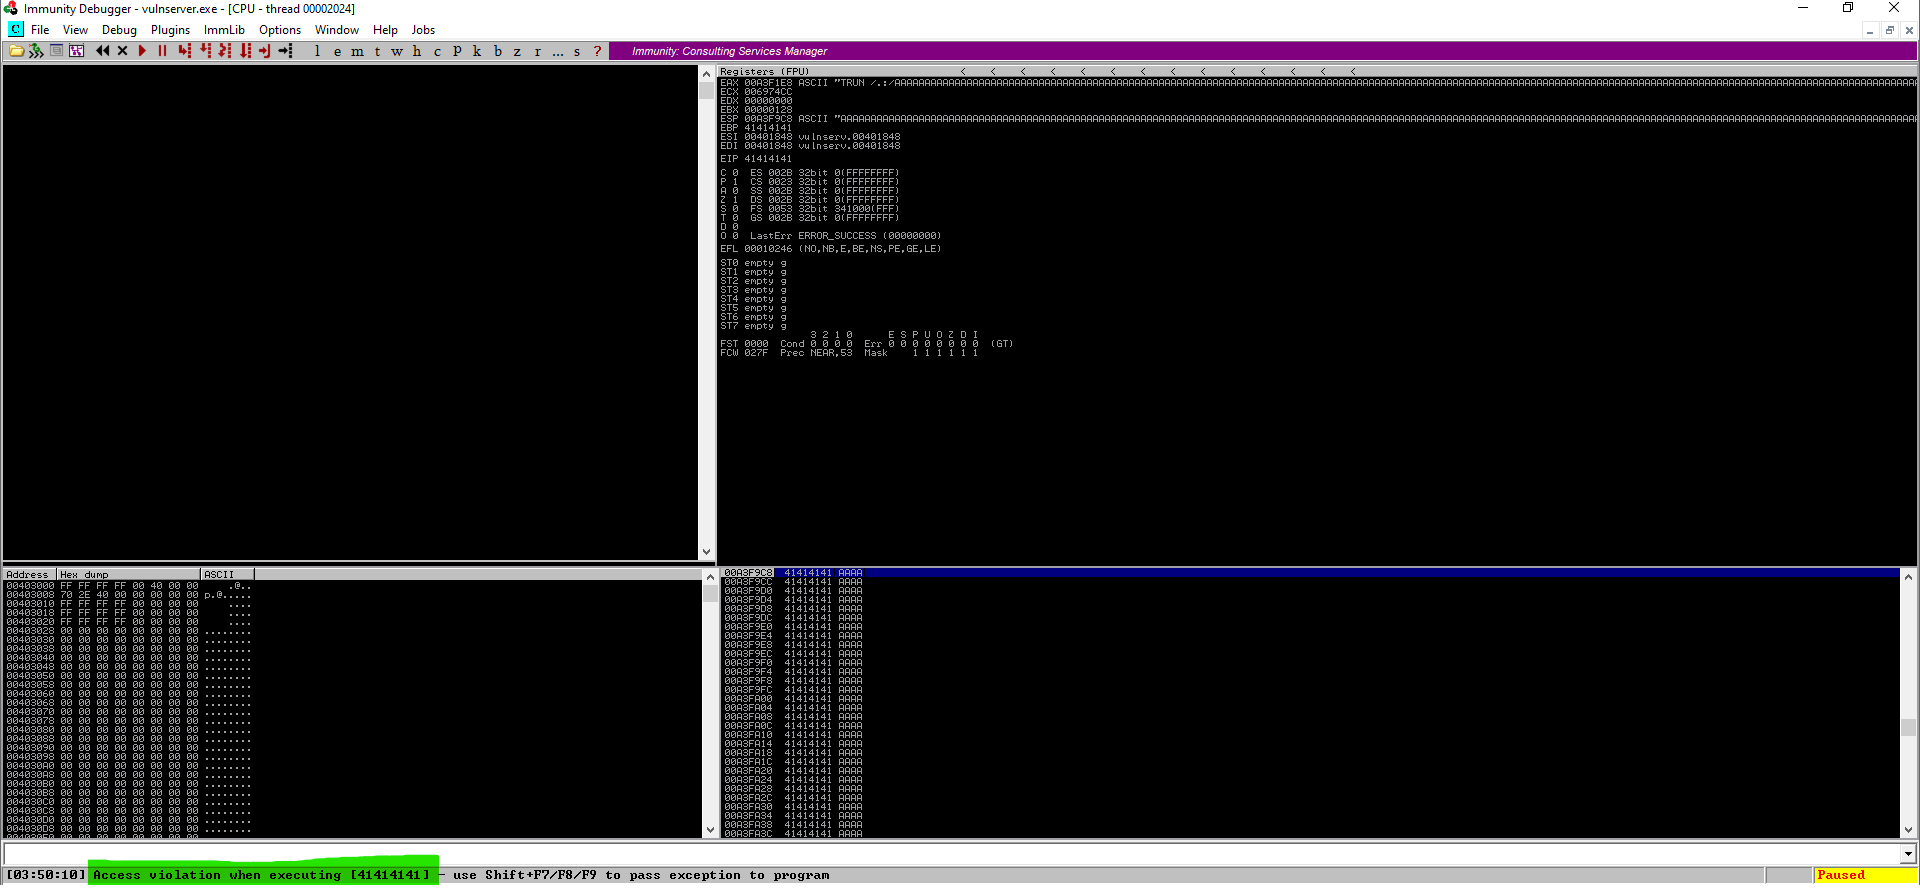 Immunity Debugger - vulnserver.exe - [CPU - thread 00002024]
C File View Debug Plugins ImmLib Options Window Help Jobs
l e m t w h c P k b z r ... s ? Immunity: Consulting Services Manager
Registers (FPU) < < < < < < < < < < < < < <
EAX 00A3F1E8 ASCII "TRUN /.:/AAAAAAAAAAAAAAAAAAAAAAAAAAAAAAAAAAAAAAAAAAAAAAAAAAAAAAAAAAAAAAAAAAAAAAAAAAAAAAAAAAAAAAAAAAAAAAAAAAAAAAAAAAAAAAAAAAAAAAAAAAAAAAAAAAAAAAAAAAAAAAAAAAAAAAAAAAA
ECX 006974CC
EDX 00000000
EBX 00000128
ESP 00A3F9C8 ASCII "AAAAAAAAAAAAAAAAAAAAAAAAAAAAAAAAAAAAAAAAAAAAAAAAAAAAAAAAAAAAAAAAAAAAAAAAAAAAAAAAAAAAAAAAAAAAAAAAAAAAAAAAAAAAAAAAAAAAAAAAAAAAAAAAAAAAAAAAAAAAAAAAAAAAAAAAAAAAAAAAAAAAAAAAAAAA
EBP 41414141
ESI 00401848 vulnserv.00401848
EDI 00401848 vulnserv.00401848
EIP 41414141
C 0 ES 002B 32bit 0(FFFFFFFF)
P 1 CS 0023 32bit 0(FFFFFFFF)
A 0 SS 002B 32bit 0(FFFFFFFF)
Z 1 DS 002B 32bit 0(FFFFFFFF)
S 0 FS 0053 32bit 341000(FFF)
T 0 GS 002B 32bit 0(FFFFFFFF)
D 0
O 0 LastErr ERROR_SUCCESS (00000000)
EFL 00010246 (NO,NB,E,BE,NS,PE,GE,LE)
ST0 empty g
ST1 empty g
ST2 empty g
ST3 empty g
ST4 empty g
ST5 empty g
ST6 empty g
ST7 empty g
3 2 1 0 E S P U O Z D I
FST 0000 Cond 0 0 0 0 Err 0 0 0 0 0 0 0 0 (GT)
FCW 027F Prec NEAR,53 Mask 1 1 1 1 1 1
Address Hex dump ASCII
00403000 FF FF FF FF 00 40 00 00 .@..
00403008 70 2E 40 00 00 00 00 00 p.@.....
00403010 FF FF FF FF 00 00 00 00 ....
00403018 FF FF FF FF 00 00 00 00 ....
00403020 FF FF FF FF 00 00 00 00 ....
00403028 00 00 00 00 00 00 00 00 ........
00403030 00 00 00 00 00 00 00 00 ........
00403038 00 00 00 00 00 00 00 00 ........
00403040 00 00 00 00 00 00 00 00 ........
00403048 00 00 00 00 00 00 00 00 ........
00403050 00 00 00 00 00 00 00 00 ........
00403058 00 00 00 00 00 00 00 00 ........
00403060 00 00 00 00 00 00 00 00 ........
00403068 00 00 00 00 00 00 00 00 ........
00403070 00 00 00 00 00 00 00 00 ........
00403078 00 00 00 00 00 00 00 00 ........
00403080 00 00 00 00 00 00 00 00 ........
00403088 00 00 00 00 00 00 00 00 ........
00403090 00 00 00 00 00 00 00 00 ........
00403098 00 00 00 00 00 00 00 00 ........
004030A0 00 00 00 00 00 00 00 00 ........
004030A8 00 00 00 00 00 00 00 00 ........
004030B0 00 00 00 00 00 00 00 00 ........
004030B8 00 00 00 00 00 00 00 00 ........
004030C0 00 00 00 00 00 00 00 00 ........
004030C8 00 00 00 00 00 00 00 00 ........
004030D0 00 00 00 00 00 00 00 00 ........
004030D8 00 00 00 00 00 00 00 00 ........
00A3F9C8 41414141 AAAA
00A3F9CC 41414141 AAAA
00A3F9D0 41414141 AAAA
00A3F9D4 41414141 AAAA
00A3F9D8 41414141 AAAA
00A3F9DC 41414141 AAAA
00A3F9E0 41414141 AAAA
00A3F9E4 41414141 AAAA
00A3F9E8 41414141 AAAA
00A3F9EC 41414141 AAAA
00A3F9F0 41414141 AAAA
00A3F9F4 41414141 AAAA
00A3F9F8 41414141 AAAA
00A3F9FC 41414141 AAAA
00A3FA00 41414141 AAAA
00A3FA04 41414141 AAAA
00A3FA08 41414141 AAAA
00A3FA0C 41414141 AAAA
00A3FA10 41414141 AAAA
00A3FA14 41414141 AAAA
00A3FA18 41414141 AAAA
00A3FA1C 41414141 AAAA
00A3FA20 41414141 AAAA
00A3FA24 41414141 AAAA
00A3FA28 41414141 AAAA
00A3FA2C 41414141 AAAA
00A3FA30 41414141 AAAA
00A3FA34 41414141 AAAA
00A3FA38 41414141 AAAA
00A3FA3C 41414141 AAAA
[03:50:10] Access violation when executing [41414141] - use Shift+F7/F8/F9 to pass exception to program Paused